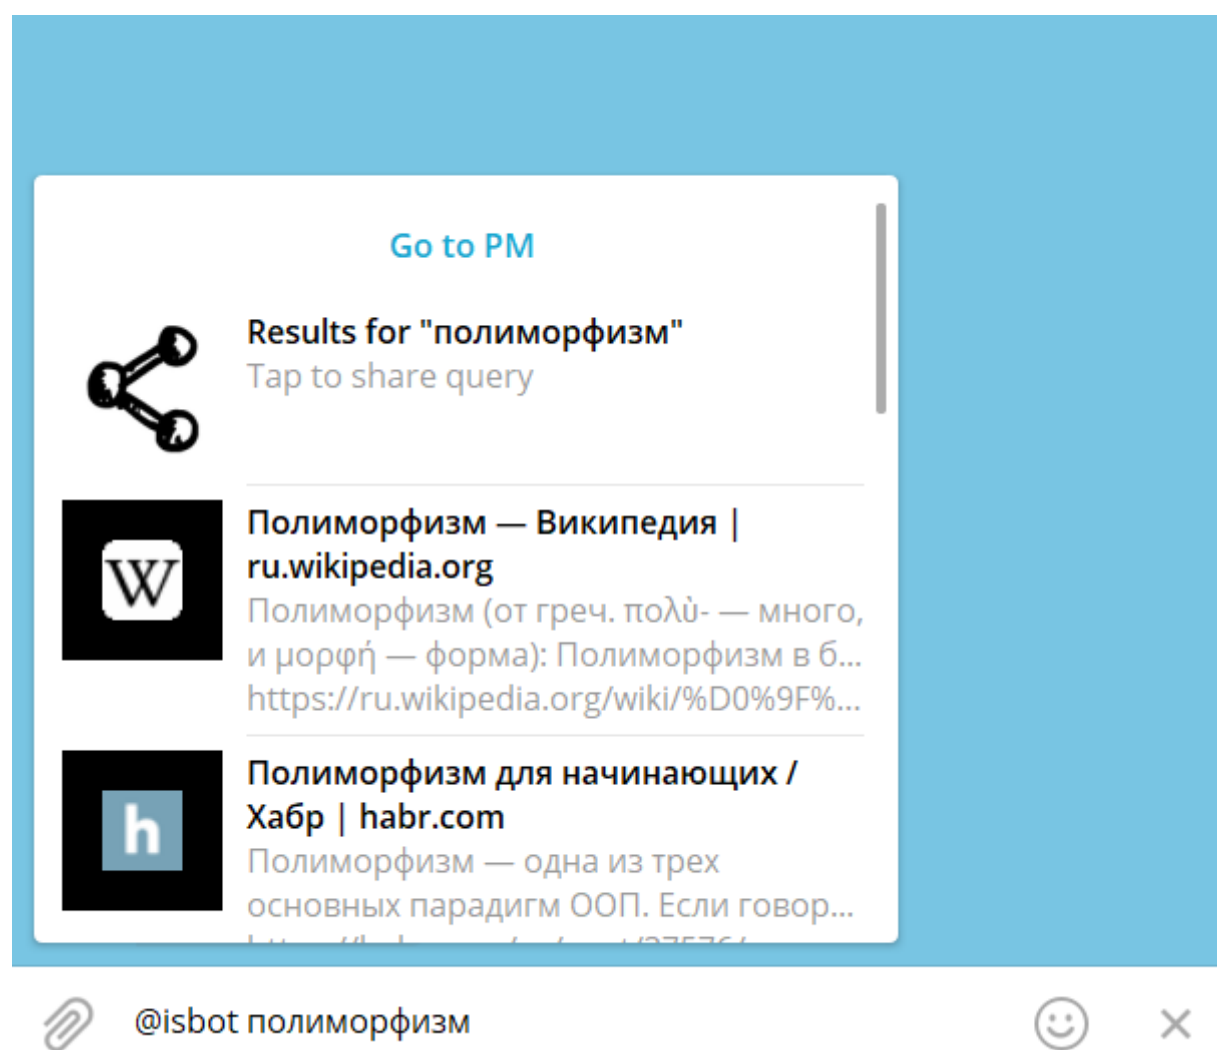 Go to PM
Results for "полиморфизм"
Tap to share query
W
Полиморфизм — Википедия |
ru.wikipedia.org
Полиморфизм (от греч. πολὺ- — много,
и μορφή — форма): Полиморфизм в б...
https://ru.wikipedia.org/wiki/%D0%9F%...
h
Полиморфизм для начинающих /
Хабр | habr.com
Полиморфизм — одна из трех
основных парадигм ООП. Если говор...
@isbot полиморфизм